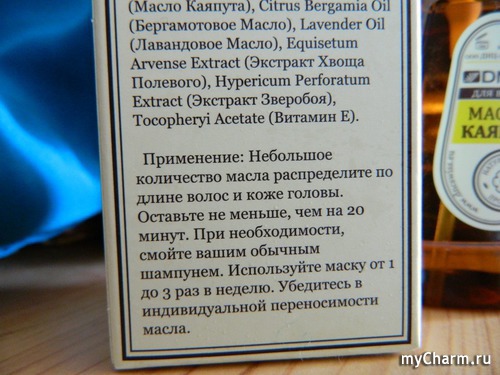 (Масло Каяпута), Citrus Bergamia Oil
(Бергамотовое Масло), Lavender Oil
(Лавандовое Масло), Equisetum
Arvense Extract (Экстракт Хвоща
Полевого), Hypericum Perforatum
Extract (Экстракт Зверобоя),
Tocopheryi Acetate (Витамин Е).
Применение: Небольшое
количество масла распределите по
длине волос и коже головы.
Оставьте не меньше, чем на 20
минут. При необходимости,
смойте вашим обычным
шампунем. Используйте маску от 1
до 3 раз в неделю. Убедитесь в
индивидуальной переносимости
масла.
для в
МАС
КАЯ
myCharm.ru